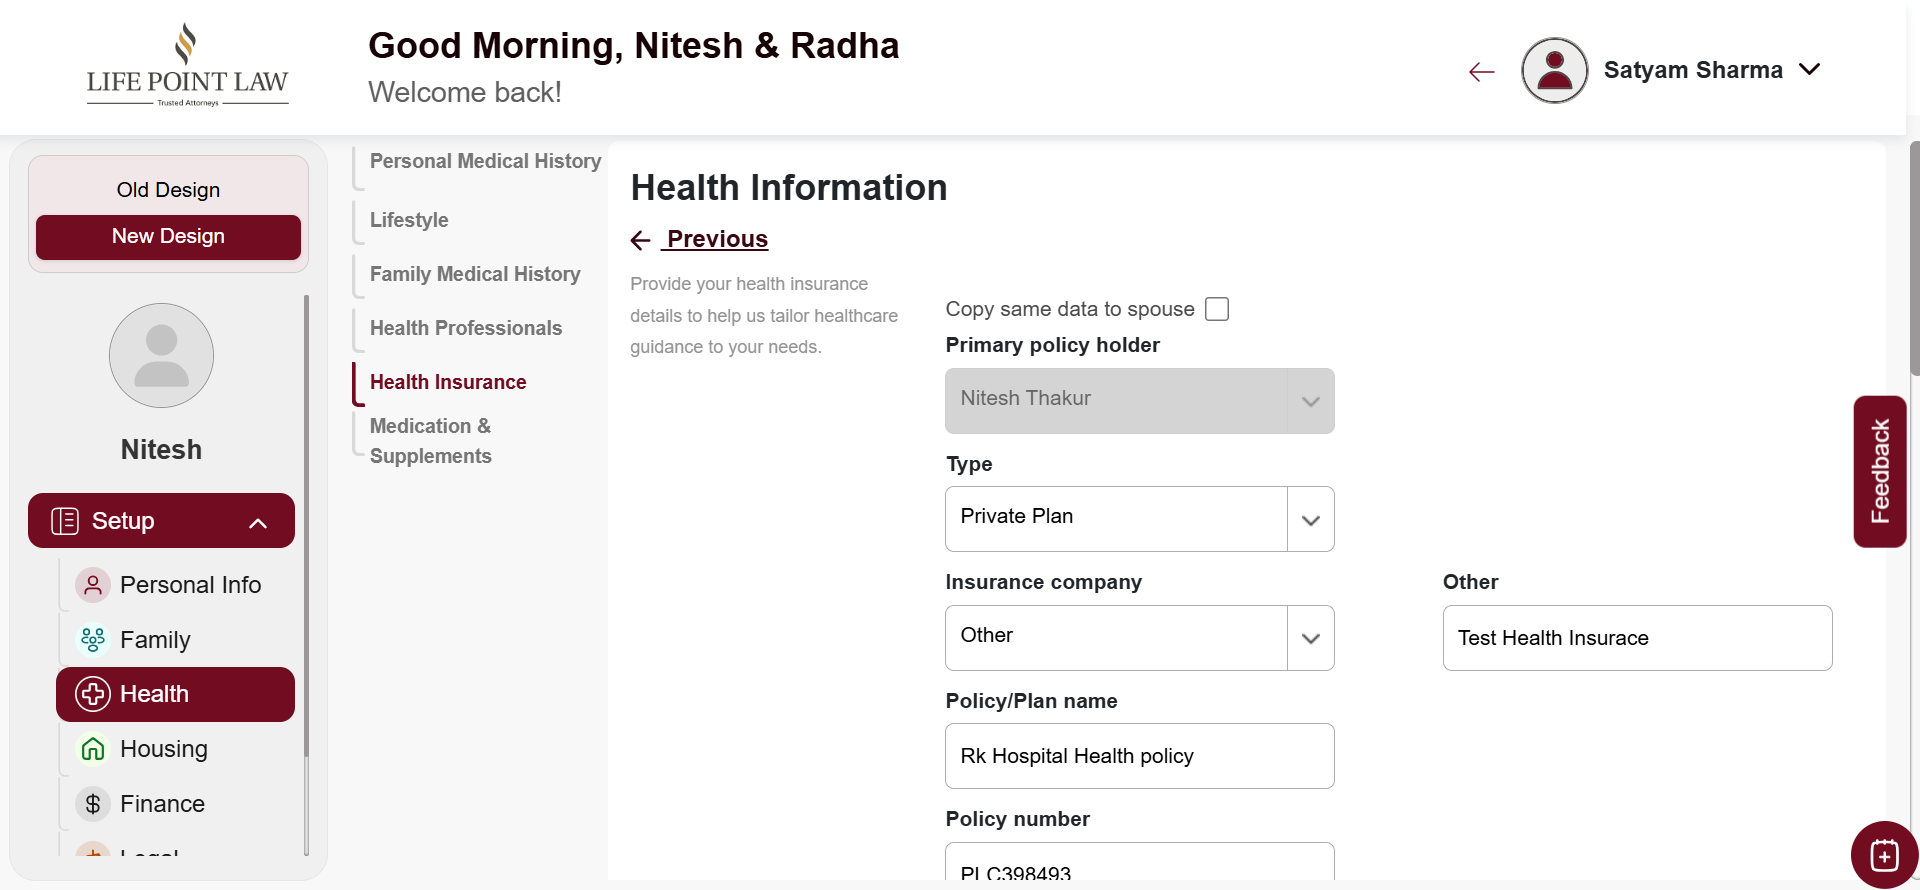 LIFE POINT LAW
Trusted Attorneys
Good Morning, Nitesh & Radha
Welcome back!
Satyam Sharma
Old Design
New Design
Nitesh
Setup
Personal Info
Family
Health
Housing
Finance
Legal
Personal Medical History
Lifestyle
Family Medical History
Health Professionals
Health Insurance
Medication &
Supplements
Health Information
Previous
Provide your health insurance
details to help us tailor healthcare
guidance to your needs.
Copy same data to spouse
Primary policy holder
Nitesh Thakur
Type
Private Plan
Insurance company
Other
Other
Test Health Insurace
Policy/Plan name
Rk Hospital Health policy
Policy number
PLC398493
Feedback